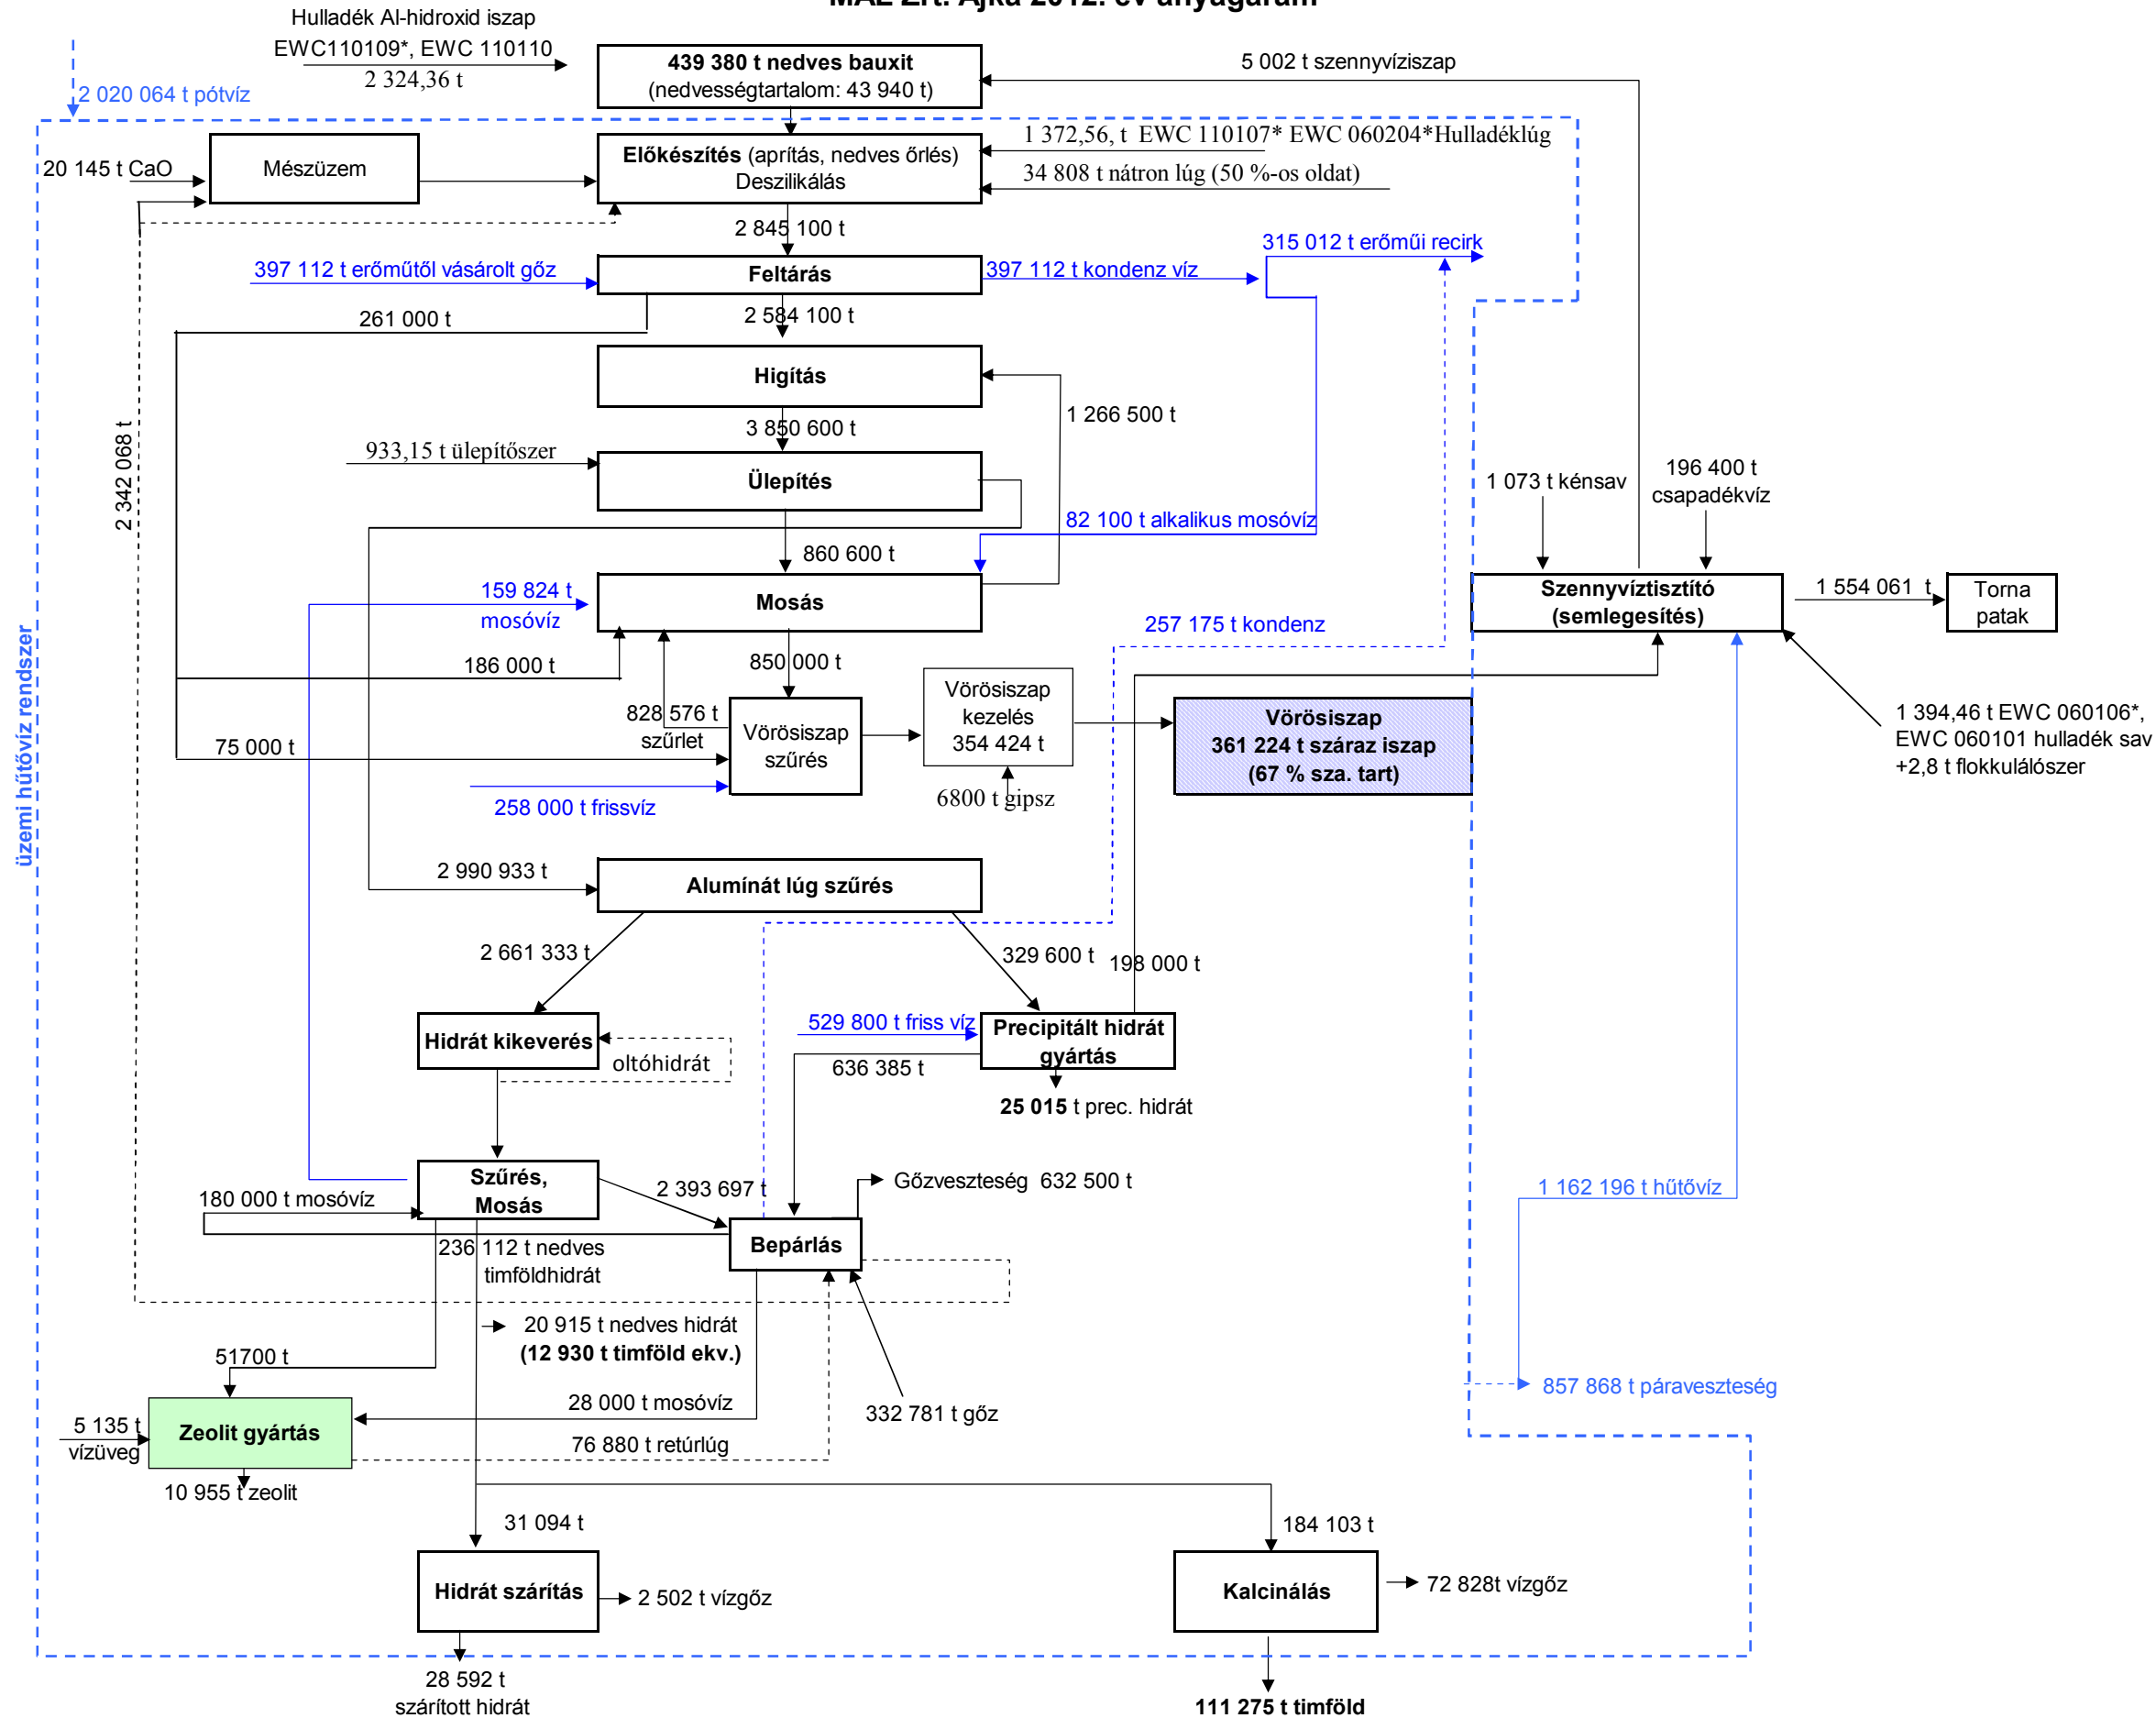 MAL Zrt. Ajka 2012. év anyagáram
Hulladék Al-hidroxid iszap
EWC110109*, EWC 110110
2 324,36 t
439 380 t nedves bauxit
(nedvességtartalom: 43 940 t)
5 002 t szennyvíziszap
2 020 064 t pótvíz
20 145 t CaO
Mészüzem
Előkészítés (aprítás, nedves őrlés)
Deszilikálás
1 372,56, t EWC 110107* EWC 060204*Hulladéklúg
34 808 t nátron lúg (50 %-os oldat)
2 845 100 t
315 012 t erőműi recirk
397 112 t erőműtől vásárolt gőz
Feltárás
397 112 t kondenz víz
261 000 t
2 584 100 t
Higítás
1 266 500 t
3 850 600 t
2 342 068 t
933,15 t ülepítőszer
Ülepítés
1 073 t kénsav
196 400 t
csapadékvíz
82 100 t alkalikus mosóvíz
860 600 t
159 824 t
mosóvíz
Mosás
Szennyvíztisztító
(semlegesítés)
1 554 061 t
Torna
patak
257 175 t kondenz
üzemi hűtővíz rendszer
186 000 t
850 000 t
Vörösiszap
kezelés
354 424 t
828 576 t
szűrlet
Vörösiszap
szűrés
Vörösiszap
361 224 t száraz iszap
(67 % sza. tart)
1 394,46 t EWC 060106*,
EWC 060101 hulladék sav
+2,8 t flokkulálószer
75 000 t
258 000 t frissvíz
6800 t gipsz
2 990 933 t
Alumínát lúg szűrés
2 661 333 t
329 600 t
198 000 t
529 800 t friss víz
Precipitált hidrát
gyártás
Hidrát kikeverés
oltóhidrát
636 385 t
25 015 t prec. hidrát
Szűrés,
Mosás
180 000 t mosóvíz
2 393 697 t
Gőzveszteség 632 500 t
1 162 196 t hűtővíz
236 112 t nedves
timföldhidrát
Bepárlás
20 915 t nedves hidrát
(12 930 t timföld ekv.)
51700 t
28 000 t mosóvíz
332 781 t gőz
857 868 t páraveszteség
5 135 t
vízüveg
Zeolit gyártás
76 880 t retúrlúg
10 955 t zeolit
31 094 t
184 103 t
Hidrát szárítás
2 502 t vízgőz
Kalcinálás
72 828t vízgőz
28 592 t
szárított hidrát
111 275 t timföld